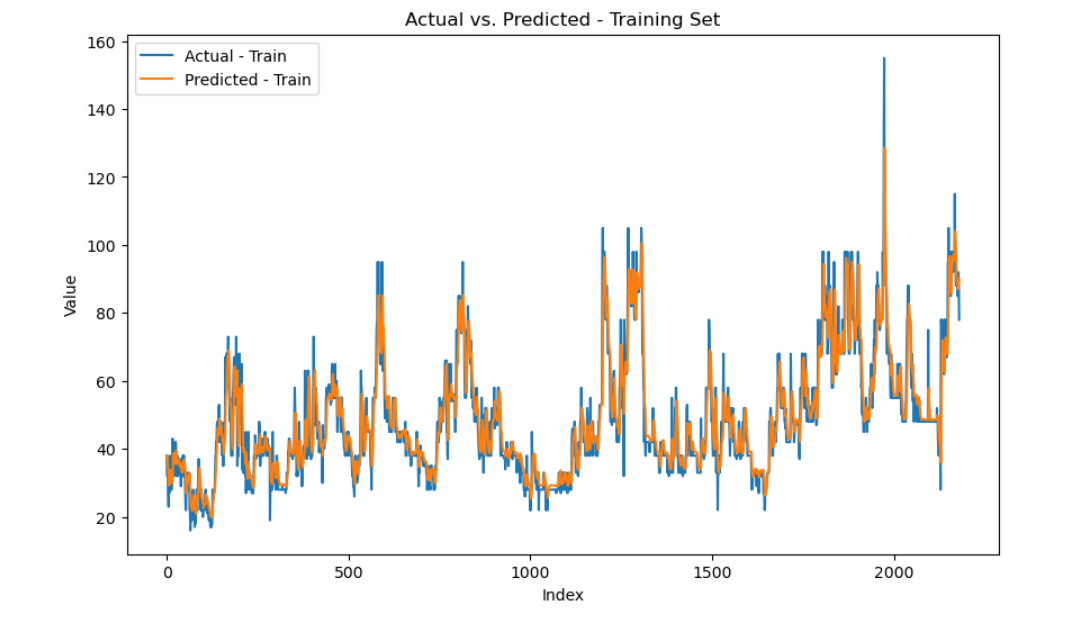 Actual vs. Predicted - Training Set
Actual - Train
Predicted - Train
160
140
120
100
80
60
40
20
Value
0 500 1000 1500 2000
Index